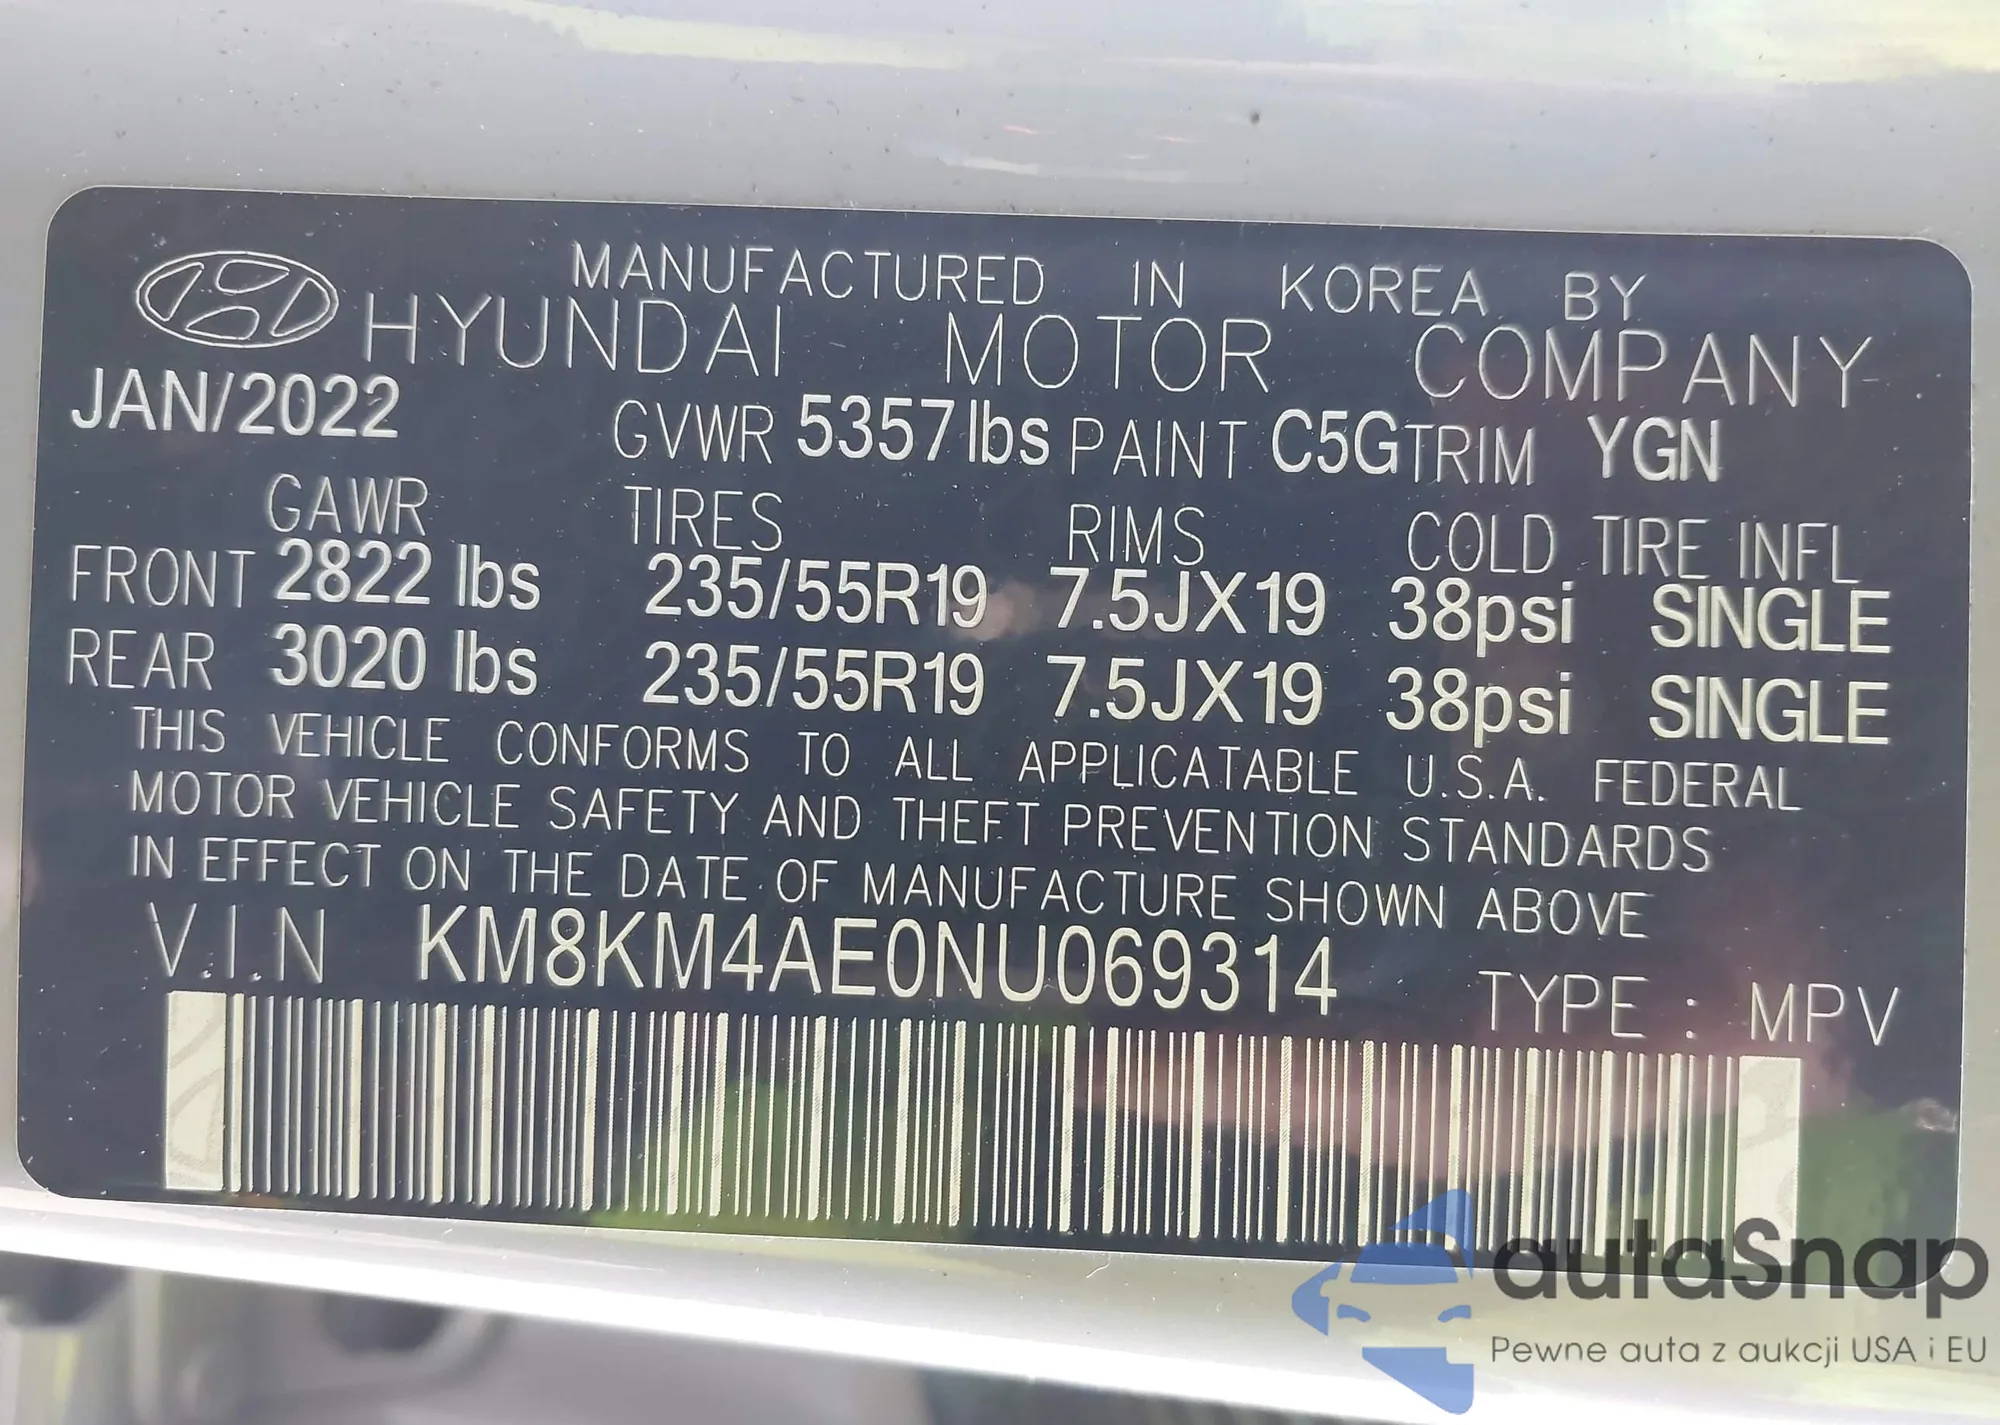 MANUFACTURED IN KOREA BY
HYUNDAI MOTOR COMPANY
JAN/2022 GVWR 5357lbs PAINT C5G TRIM YGN
GAWR TIRES RIMS COLD TIRE INFL
FRONT 2822 lbs 235/55R19 7.5JX19 38psi SINGLE
REAR 3020 lbs 235/55R19 7.5JX19 38psi SINGLE
THIS VEHICLE CONFORMS TO ALL APPLICATABLE U.S.A. FEDERAL
MOTOR VEHICLE SAFETY AND THEFT PREVENTION STANDARDS
IN EFFECT ON THE DATE OF MANUFACTURE SHOWN ABOVE
V.I.N KM8KM4AE0NU069314 TYPE : MPV
autaSnap
Pewne auta z aukcji USA i EU